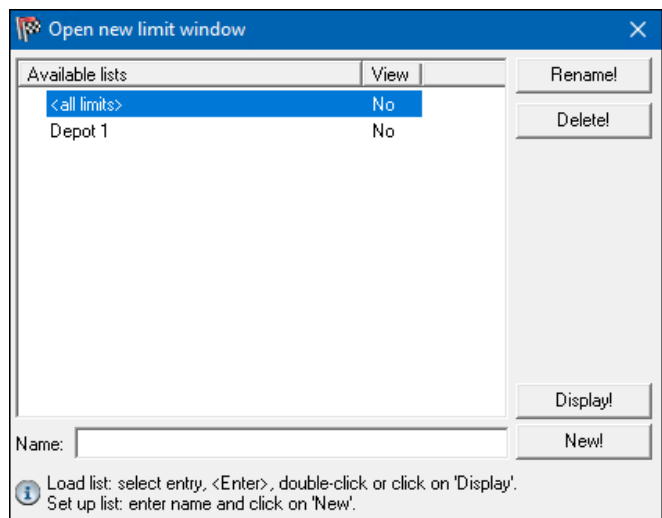 Open new limit window
Available lists View
Rename!
<all limits> No
Delete!
Depot 1 No
Display!
Name:
New!
Load list: select entry, <Enter>, double-click or click on 'Display'.
Set up list: enter name and click on 'New'.